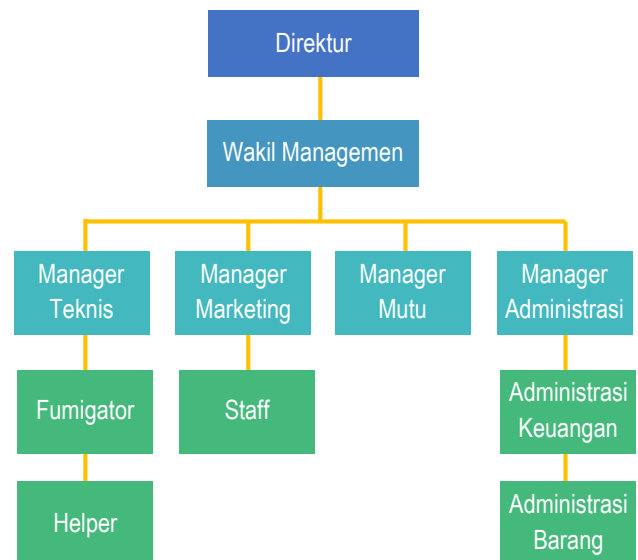 Direktur
Wakil Managemen
Manager
Teknis
Manager
Marketing
Manager
Mutu
Manager
Administrasi
Fumigator
Staff
Administrasi
Keuangan
Helper
Administrasi
Barang